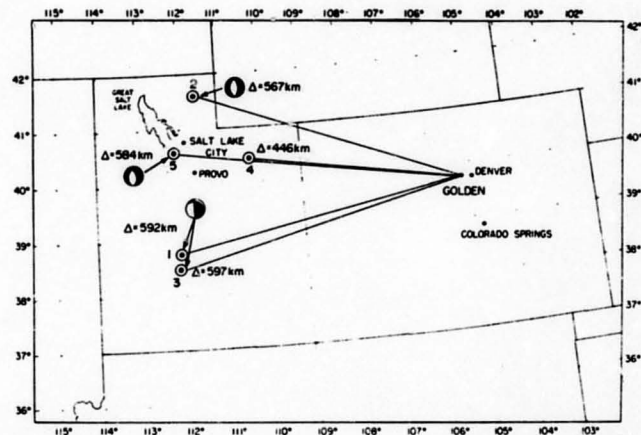 115° 113° 112° 111° 110° 109° 108° 107° 106° 105° 104° 103° 102°
42° 42°
41° 2 Δ=567km
GREAT
SALT
LAKE
41°
SALT LAKE
CITY
Δ=446km
Δ=584km
5 4
40° PROVO DENVER 40°
GOLDEN
Δ=592km
COLORADO SPRINGS
39° 39°
1
Δ=597km
3
38° 38°
37° 37°
36° 36°
115° 113° 112° 111° 110° 109° 108° 107° 106° 105° 104° 103° 102°